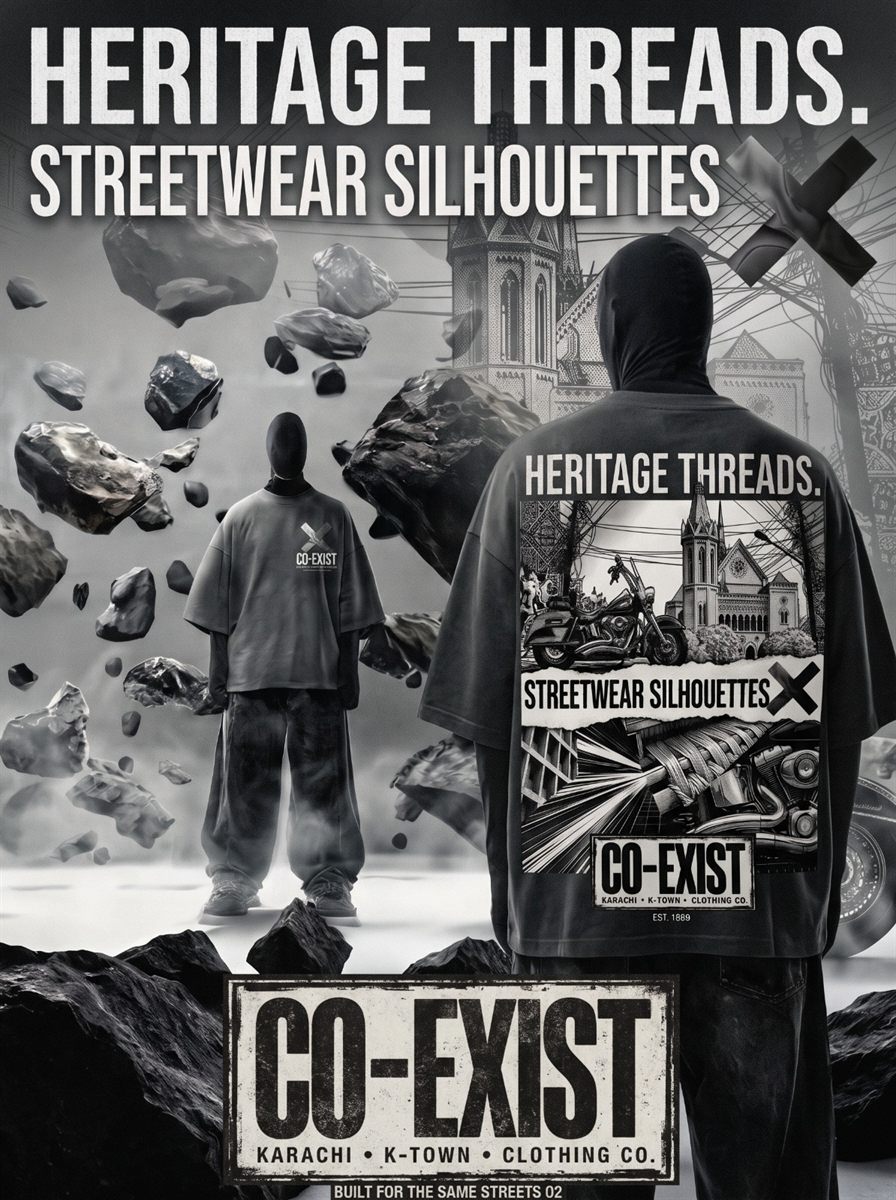 HERITAGE THREADS.
STREETWEAR SILHOUETTES
CO-EXIST
HERITAGE THREADS.
STREETWEAR SILHOUETTES
CO-EXIST
KARACHI • K-TOWN • CLOTHING CO.
EST. 1889
CO-EXIST
KARACHI • K-TOWN • CLOTHING CO.
BUILT FOR THE SAME STREETS 02